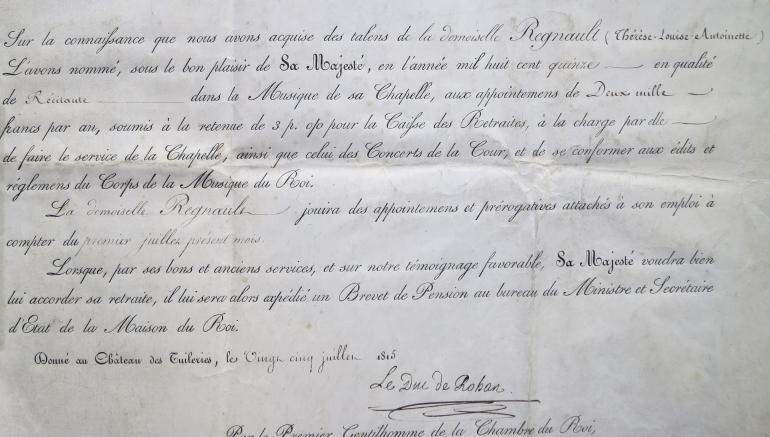 Sur la connaissance que nous avons acquise des talens de la demoiselle Regnault (Thérèse-Louise-Antoinette)
L'avons nommé, sous le bon plaisir de Sa Majesté, en l'année mil huit cent quinze — en qualité
de Récitante — dans la Musique de sa Chapelle, aux appointemens de Deux mille —
francs par an, soumis à la retenue de 3 p. o/o pour la Caisse des Retraites, à la charge par elle —
de faire le service de la Chapelle, ainsi que celui des Concerts de la Cour, et de se conformer aux édits et
réglemens du Corps de la Musique du Roi.
La demoiselle Regnault — jouira des appointemens et prérogatives attachés à son emploi à
compter du premier juillet présent mois.
Lorsque, par ses bons et anciens services, et sur notre témoignage favorable, Sa Majesté voudra bien
lui accorder sa retraite, il lui sera alors expédié un Brevet de Pension au bureau du Ministre et Secrétaire
d'Etat de la Maison du Roi.
Donné au Château des Tuileries, les Vingt cinq juillet 1815
Le Duc de Rohan
Par le Premier Gentilhomme de la Chambre du Roi,